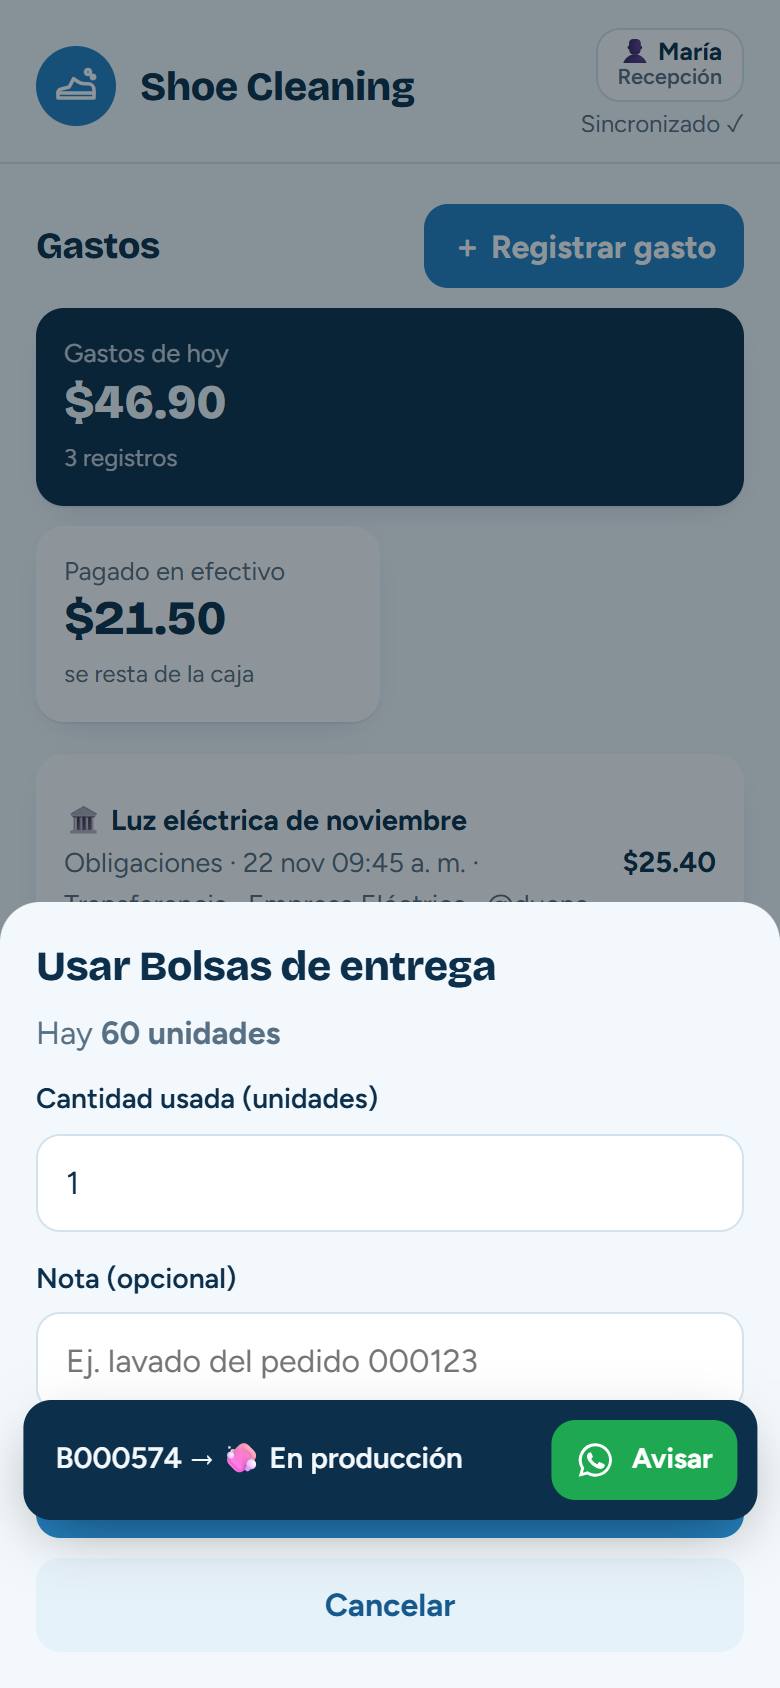 Shoe Cleaning
👤 María
Recepción
Sincronizado ✓
Gastos
+ Registrar gasto
Gastos de hoy
$46.90
3 registros
Pagado en efectivo
$21.50
se resta de la caja
🏛️ Luz eléctrica de noviembre
Obligaciones · 22 nov 09:45 a. m. ·
$25.40
Transferencia · Empresa Eléctrica
Usar Bolsas de entrega
Hay 60 unidades
Cantidad usada (unidades)
1
Nota (opcional)
Ej. lavado del pedido 000123
B000574 → 🧼 En producción
Avisar
Cancelar